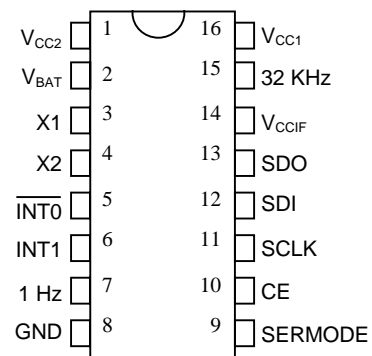 VCC2 1 16 VCC1
VBAT 2 15 32 KHz
X1 3 14 VCCIF
X2 4 13 SDO
INT0 5 12 SDI
INT1 6 11 SCLK
1 Hz 7 10 CE
GND 8 9 SERMODE